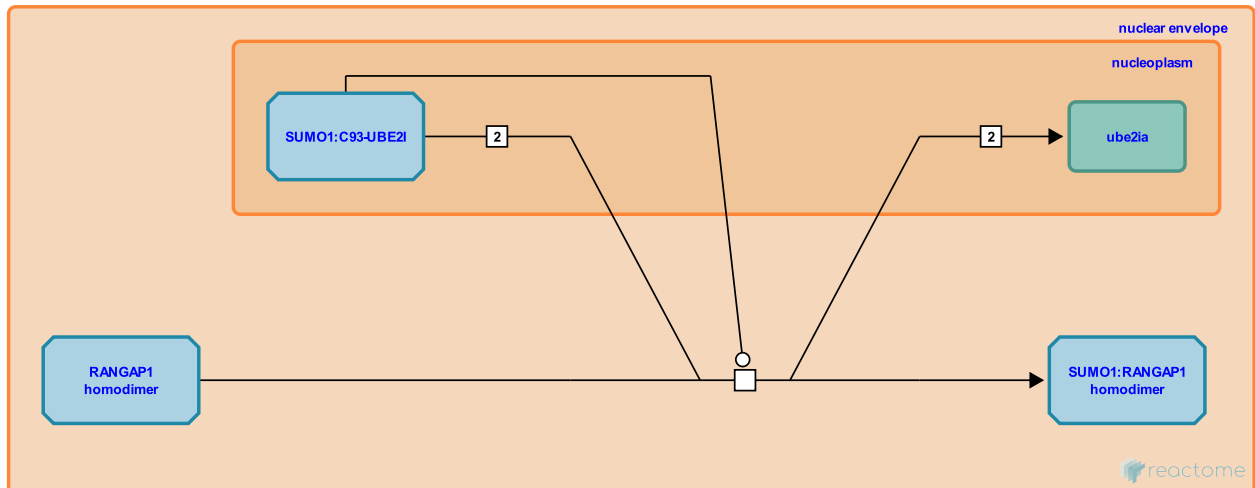 nuclear envelope
nucleoplasm
SUMO1:C93-UBE2I
2
2
ube2ia
RANGAP1
homodimer
SUMO1:RANGAP1
homodimer
reactome